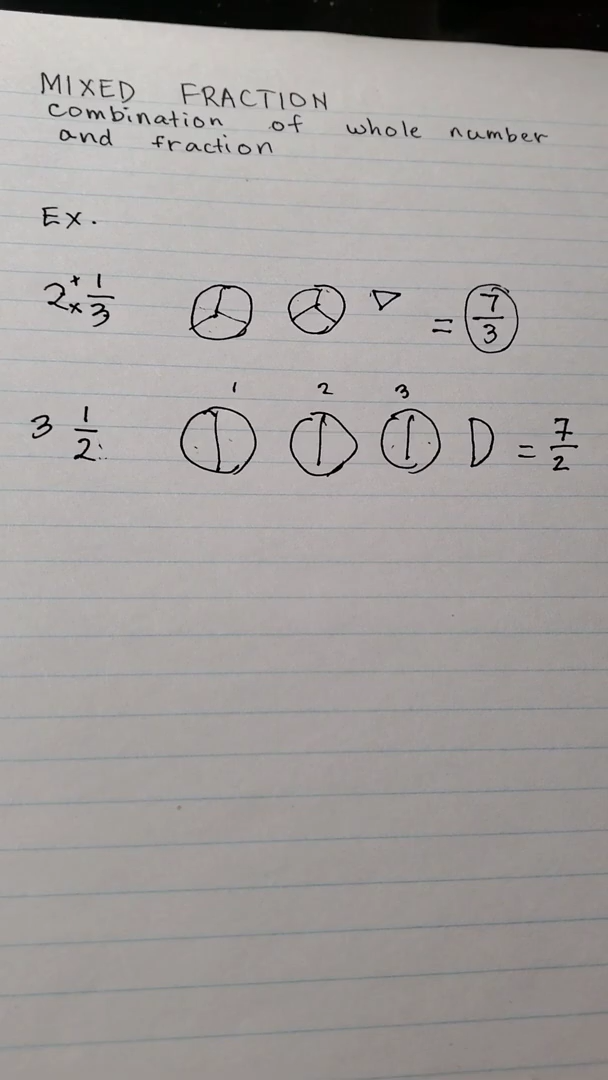 MIXED FRACTION
combination of whole number
and fraction
Ex.
2 + x 1/3 = 7/3
1 2 3
3 1/2 = 7/2